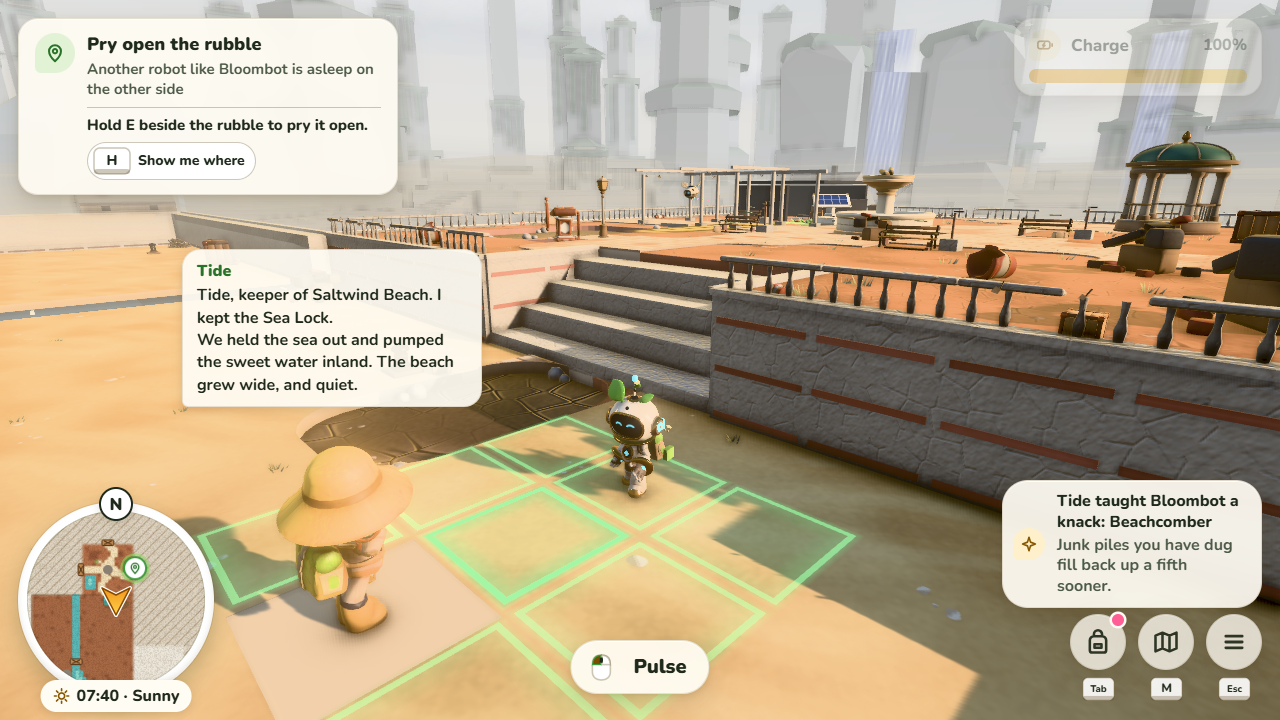 Pry open the rubble
Another robot like Bloombot is asleep on
the other side
Hold E beside the rubble to pry it open.
H Show me where
Charge 100%
Tide
Tide, keeper of Saltwind Beach. I
kept the Sea Lock.
We held the sea out and pumped
the sweet water inland. The beach
grew wide, and quiet.
Tide taught Bloombot a
knack: Beachcomber
Junk piles you have dug
fill back up a fifth
sooner.
N
07:40 · Sunny
Pulse
Tab
M
Esc